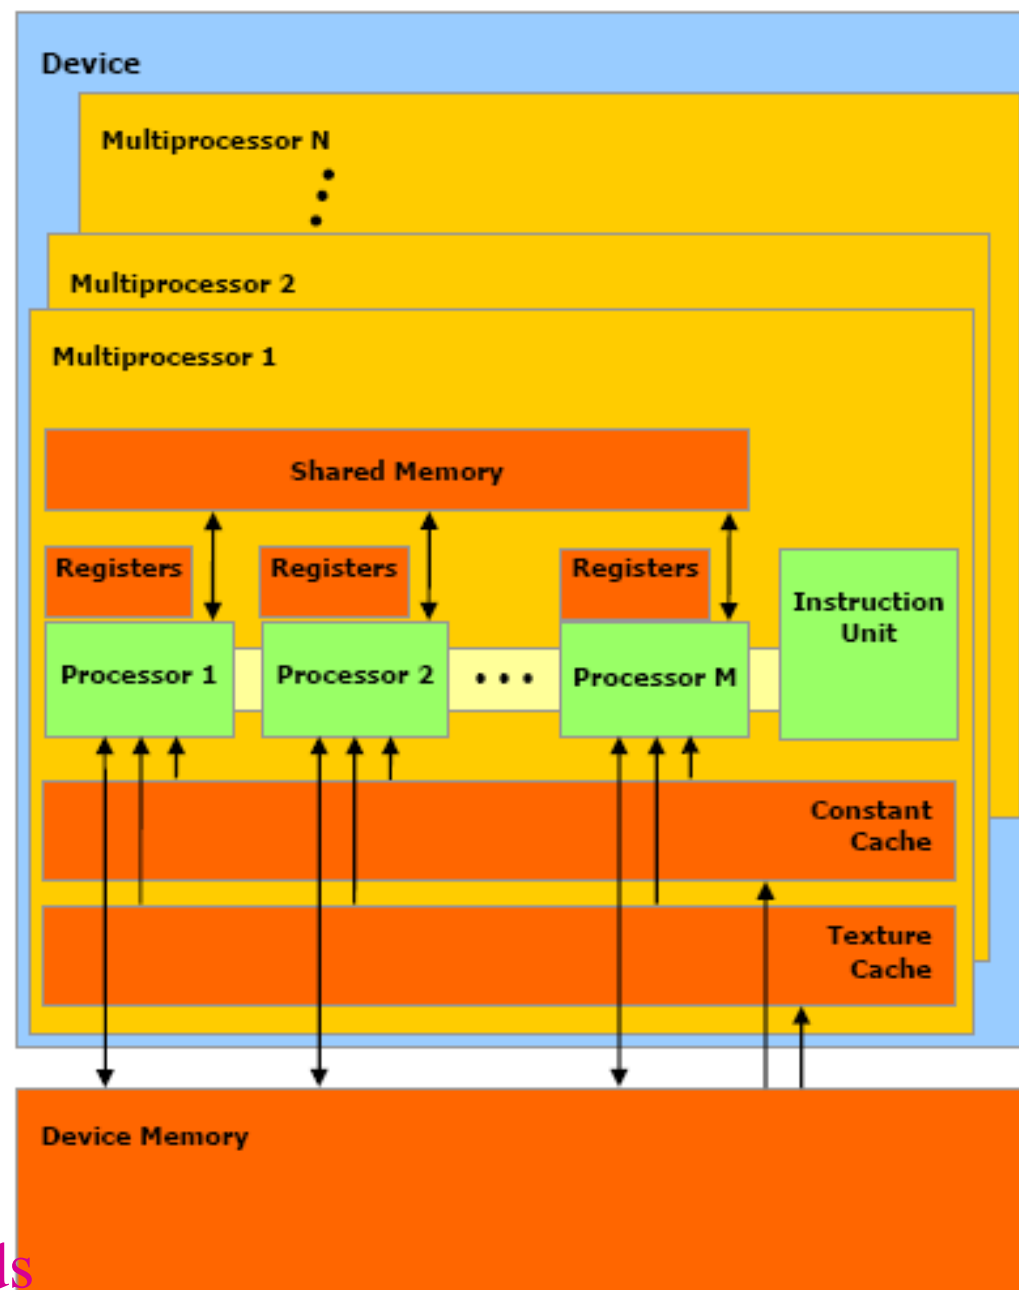 Device
Multiprocessor N
Multiprocessor 2
Multiprocessor 1
Shared Memory
Registers Registers Registers
Instruction
Unit
Processor 1 Processor 2 ... Processor M
Constant
Cache
Texture
Cache
Device Memory
ds